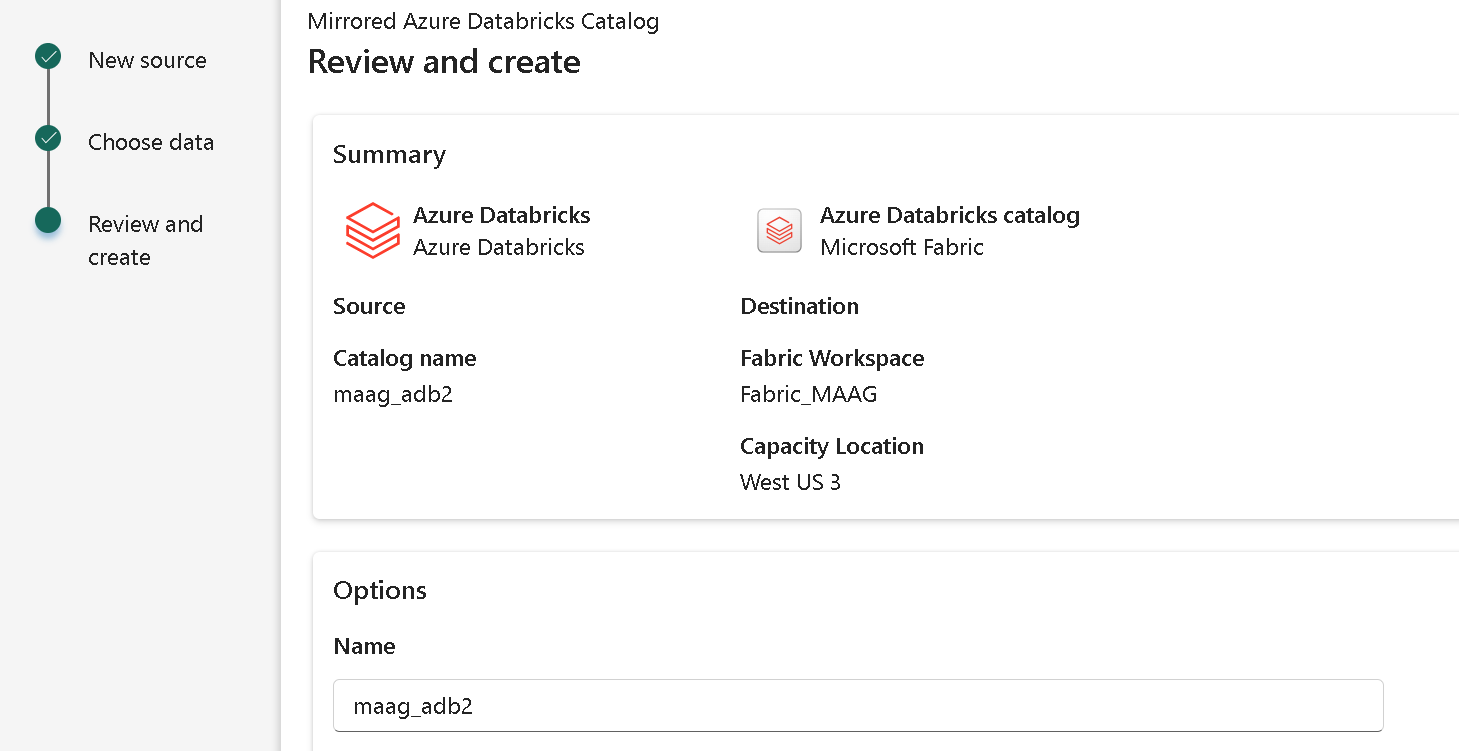 New source
Choose data
Review and
create
Mirrored Azure Databricks Catalog
Review and create
Summary
Azure Databricks
Azure Databricks
Azure Databricks catalog
Microsoft Fabric
Source
Catalog name
maag_adb2
Destination
Fabric Workspace
Fabric_MAAG
Capacity Location
West US 3
Options
Name
maag_adb2